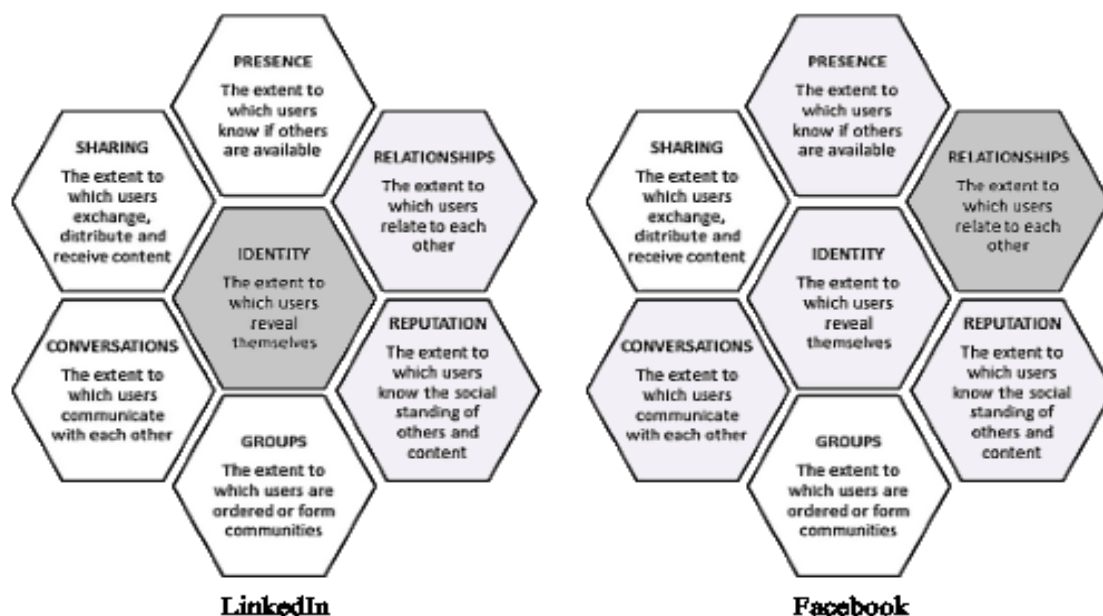 PRESENCE
The extent to
which users
know if others
are available
SHARING
The extent to
which users
exchange,
distribute and
receive content
RELATIONSHIPS
The extent to
which users
relate to each
other
IDENTITY
The extent to
which users
reveal
themselves
CONVERSATIONS
The extent to
which users
communicate
with each other
REPUTATION
The extent to
which users
know the social
standing of
others and
content
GROUPS
The extent to
which users are
ordered or form
communities
LinkedIn
PRESENCE
The extent to
which users
know if others
are available
SHARING
The extent to
which users
exchange,
distribute and
receive content
RELATIONSHIPS
The extent to
which users
relate to each
other
IDENTITY
The extent to
which users
reveal
themselves
CONVERSATIONS
The extent to
which users
communicate
with each other
REPUTATION
The extent to
which users
know the social
standing of
others and
content
GROUPS
The extent to
which users are
ordered or form
communities
Facebook